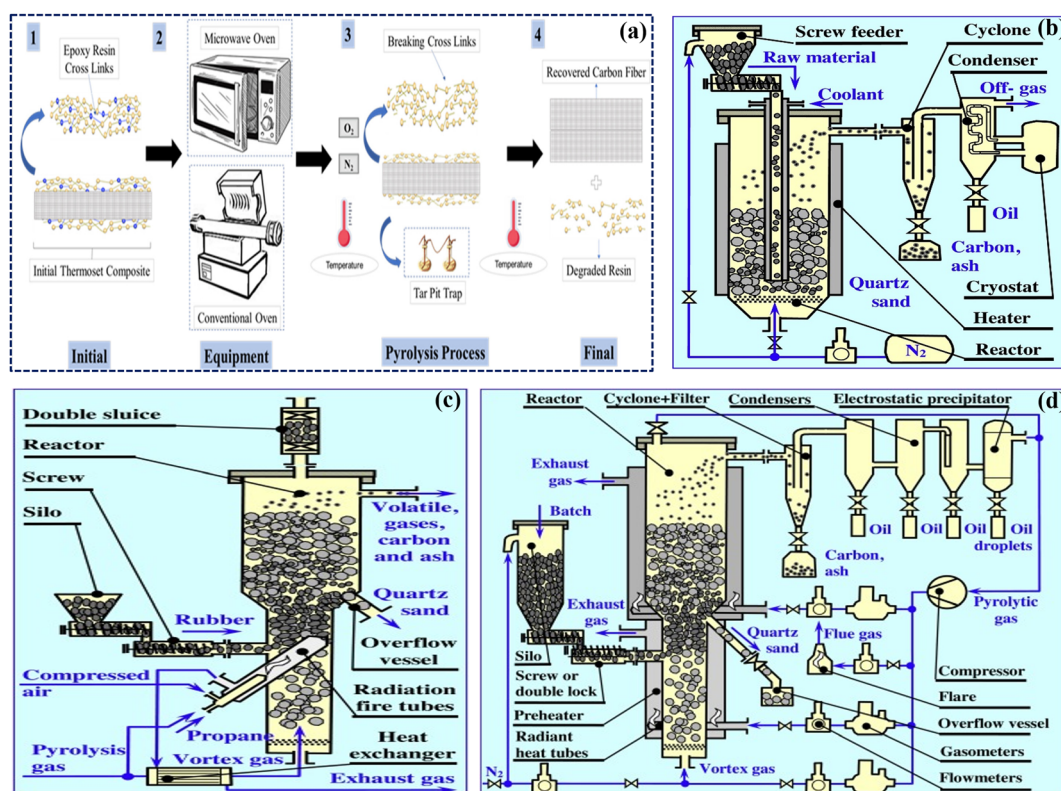 1
2
3
4
(a)
Epoxy Resin
Cross Links
Initial Thermoset Composite
Initial
Microwave Oven
Conventional Oven
Equipment
Breaking Cross Links
O₂
N₂
Temperature
Tar Pit Trap
Pyrolysis Process
Temperature
Recovered Carbon Fiber
Degraded Resin
Final
(b)
Screw feeder
Raw material
Coolant
Cyclone
Condenser
Off- gas
Oil
Carbon,
ash
Quartz
sand
Cryostat
Heater
Reactor
N₂
(c)
Double sluice
Reactor
Screw
Silo
Volatile,
gases,
carbon
and ash
Quartz
sand
Rubber
Overflow
vessel
Compressed
air
Radiation
fire tubes
Propane
Pyrolysis
gas
Heat
exchanger
Vortex gas
Exhaust gas
(d)
Reactor
Cyclone+Filter
Condensers
Electrostatic precipitator
Exhaust
gas
Batch
Oil
Oil
Oil
Oil
droplets
Carbon,
ash
Exhaust
gas
Pyrolytic
gas
Flue gas
Quartz
sand
Silo
Screw or
double lock
Preheater
Radiant
heat tubes
Compressor
Flare
Overflow vessel
Gasometers
Flowmeters
N₂
Vortex gas